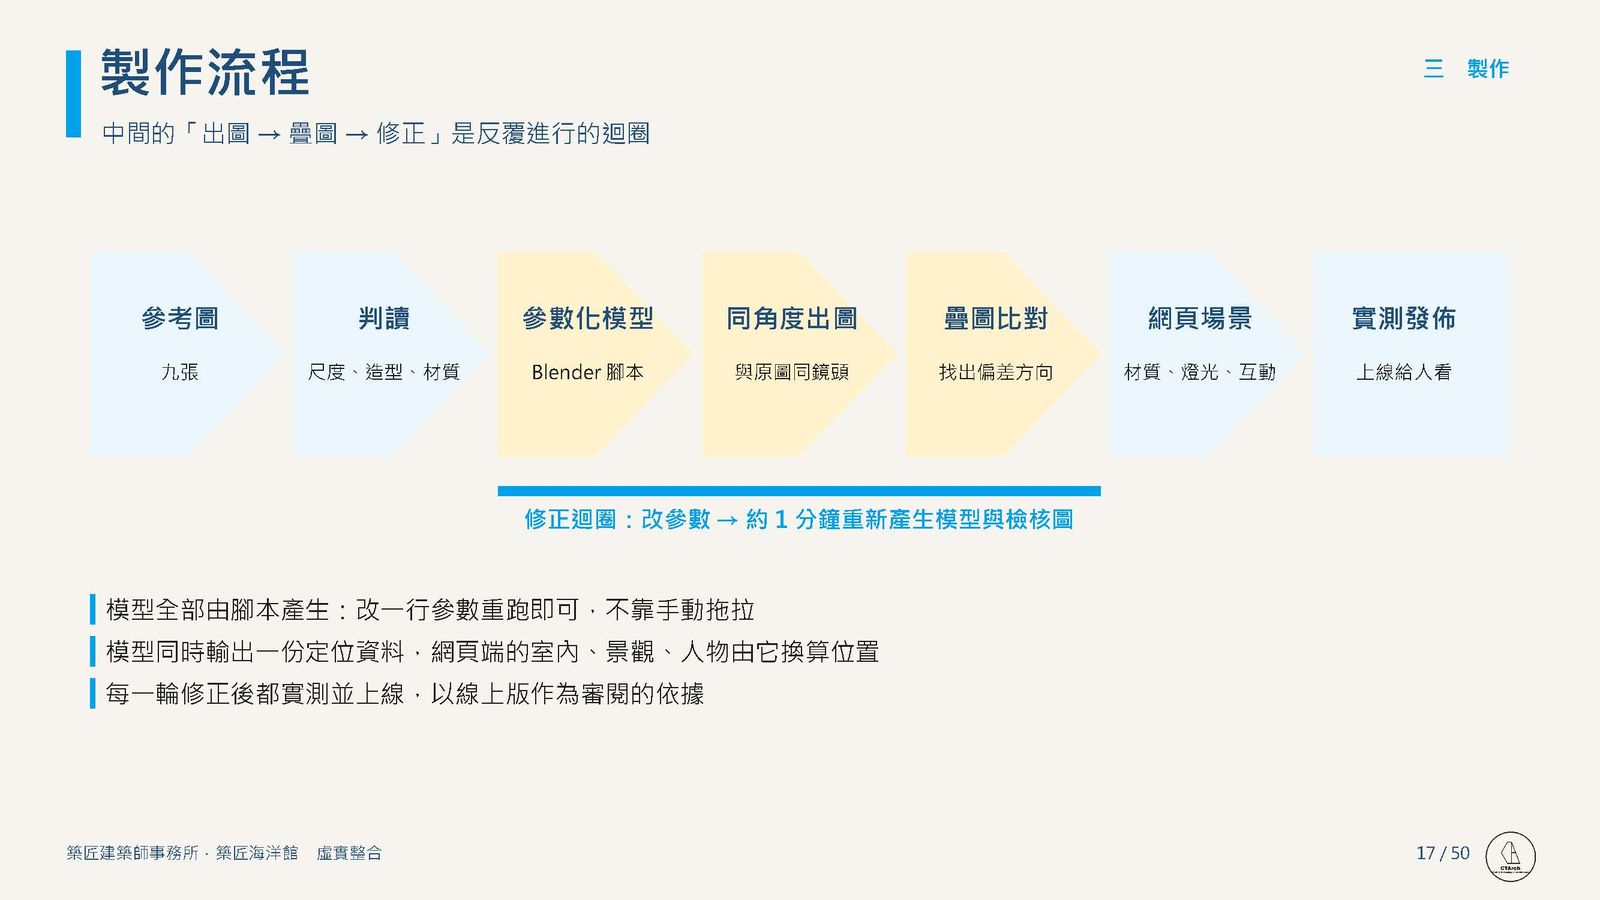 製作流程
三 製作
中間的「出圖 → 疊圖 → 修正」是反覆進行的迴圈
參考圖
九張
判讀
尺度、造型、材質
參數化模型
Blender 腳本
同角度出圖
與原圖同鏡頭
疊圖比對
找出偏差方向
網頁場景
材質、燈光、互動
實測發佈
上線給人看
修正迴圈：改參數 → 約 1 分鐘重新產生模型與檢核圖
模型全部由腳本產生：改一行參數重跑即可，不靠手動拖拉
模型同時輸出一份定位資料，網頁端的室內、景觀、人物由它換算位置
每一輪修正後都實測並上線，以線上版作為審閱的依據
築匠建築師事務所．築匠海洋館 虛實整合
17 / 50
CTArch